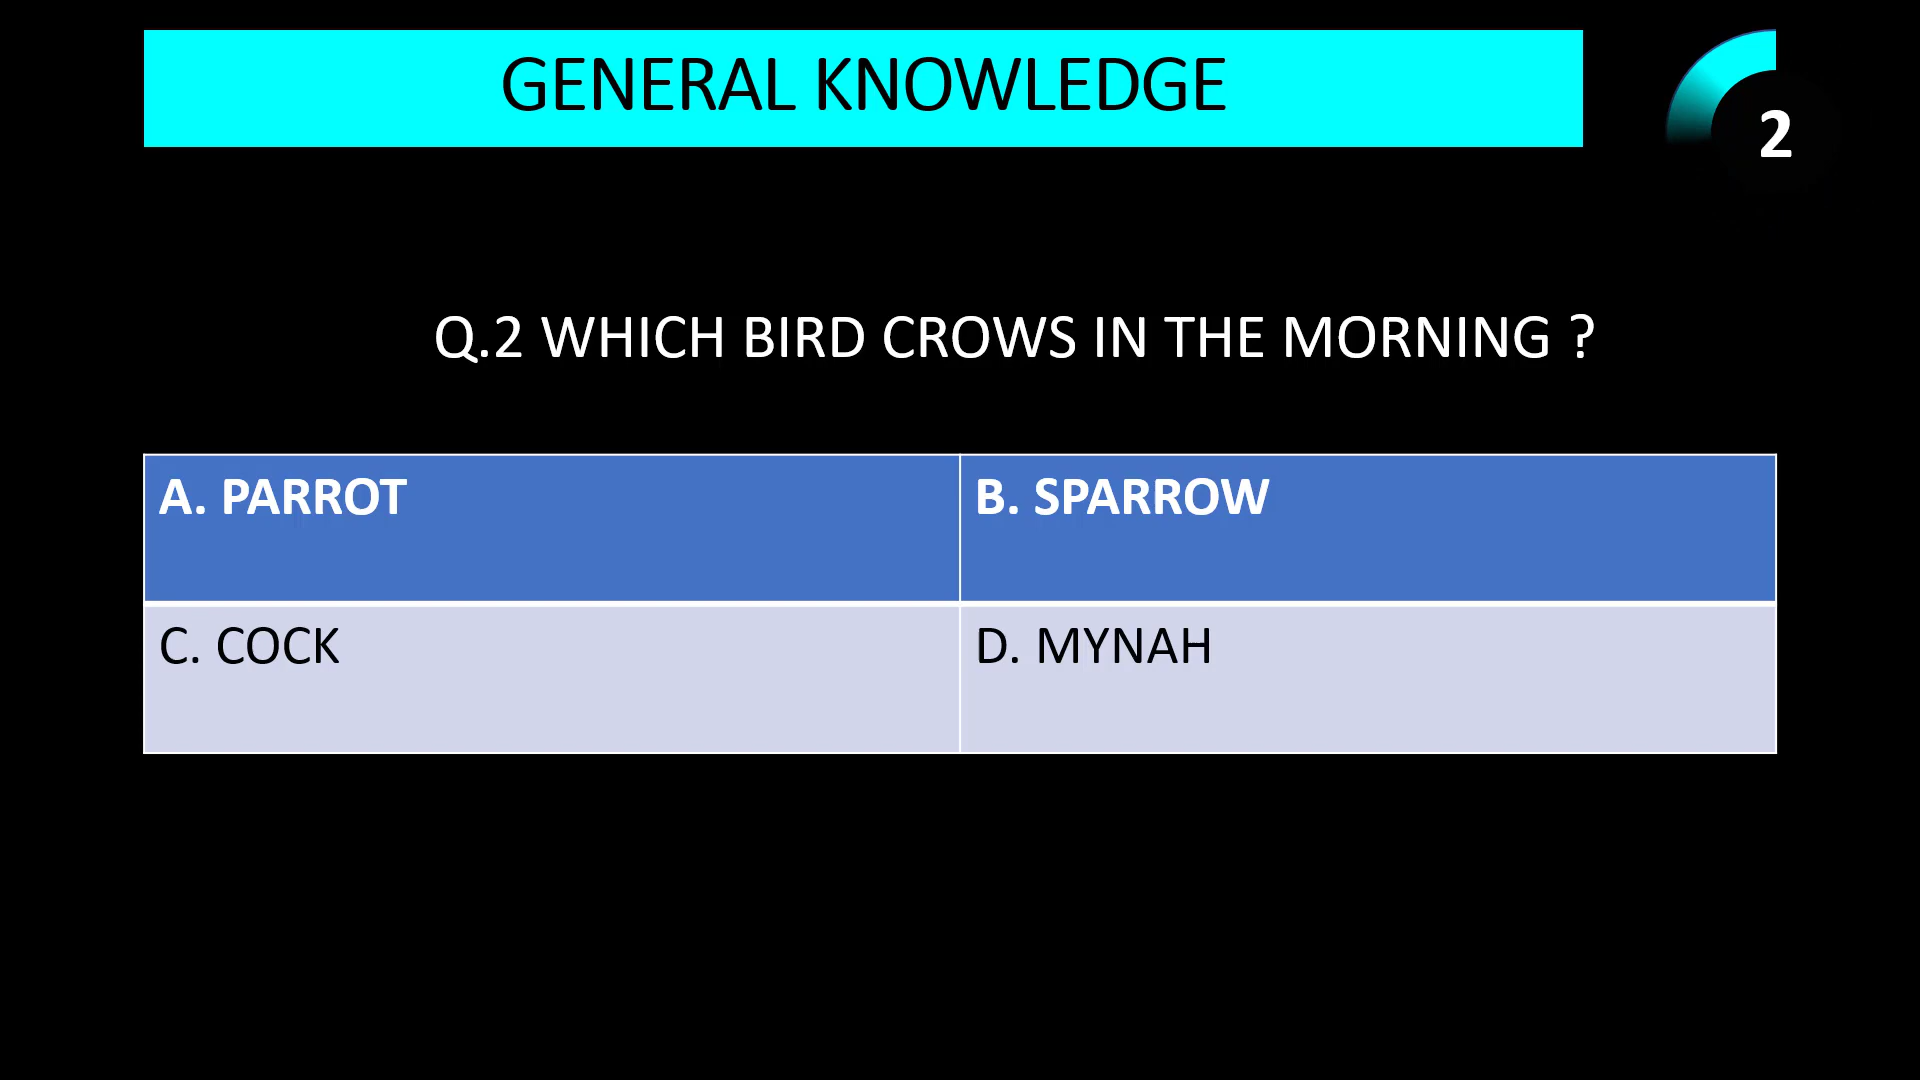 GENERAL KNOWLEDGE
2
Q.2 WHICH BIRD CROWS IN THE MORNING ?
A. PARROT
B. SPARROW
C. COCK
D. MYNAH